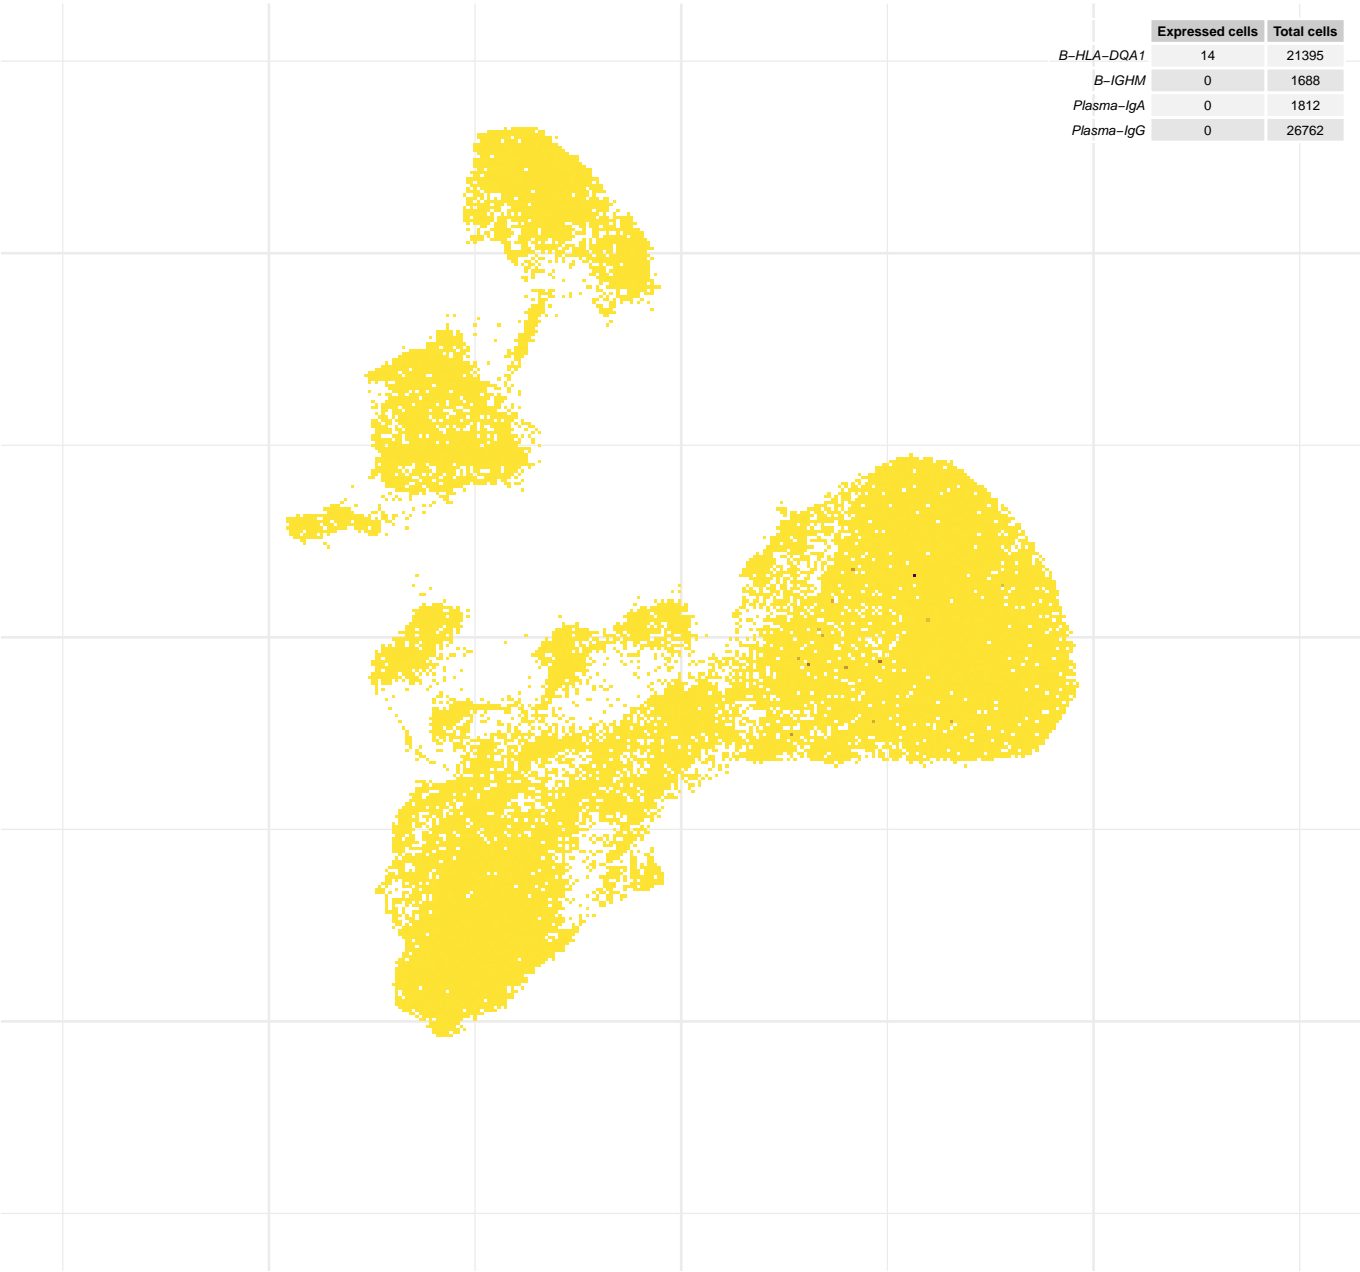 Expressed cells Total cells
B−HLA−DQA1 14 21395
B−IGHM 0 1688
Plasma−IgA 0 1812
Plasma−IgG 0 26762